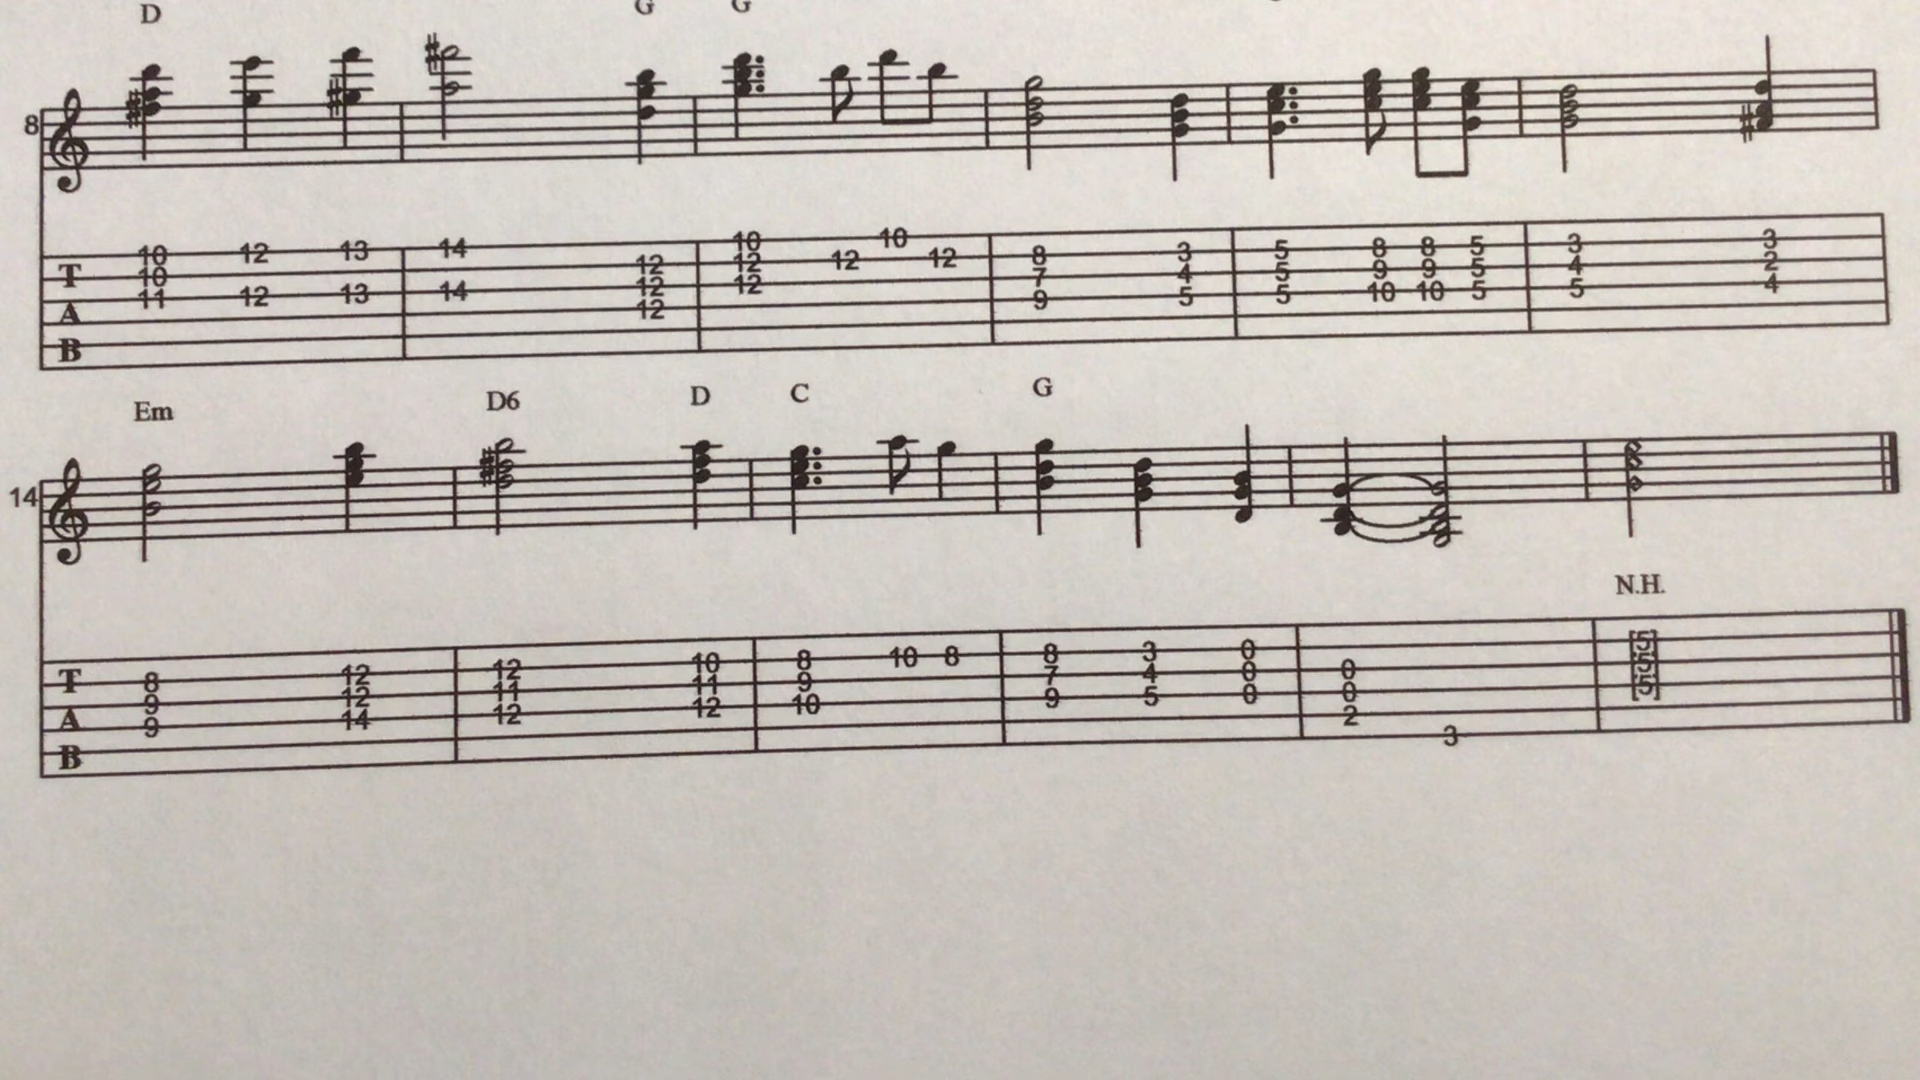 D G G
8
10 12 13 14 12 10 12 10 12 8 3 5 8 8 5 3 3
T 10 12 12 7 4 5 9 9 5 4 2
11 12 13 14 12 12 9 5 5 10 10 5 5 4
A
B
Em D6 D C G
14
N.H.
8 12 12 10 8 10 8 8 3 0 0 5
T 9 12 11 11 9 7 4 0 0 5
A 9 14 12 12 10 9 5 0 2 5
B 3